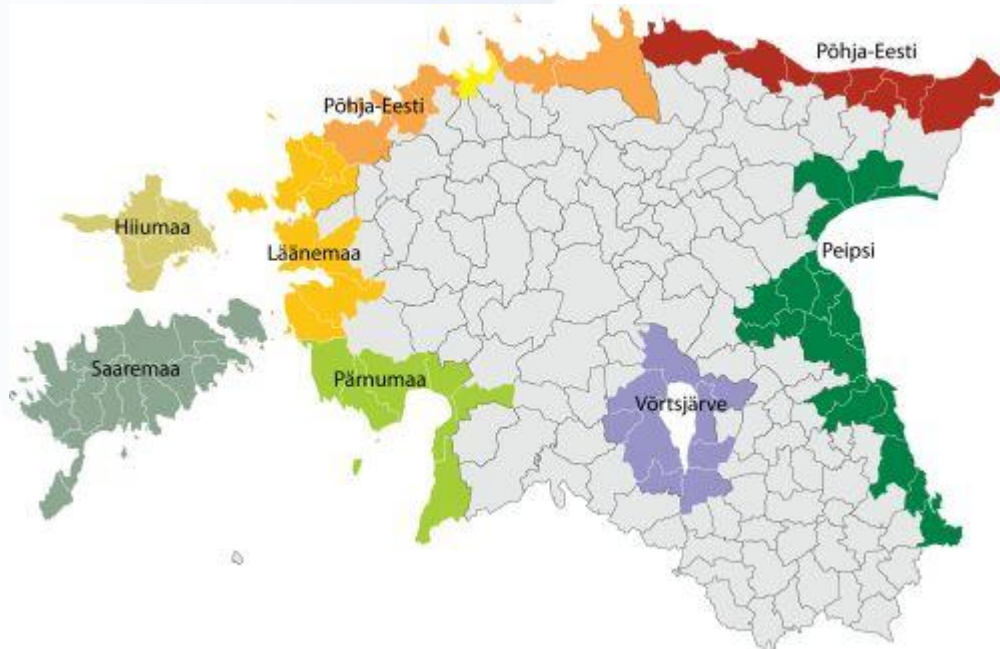 Põhja-Eesti
Põhja-Eesti
Hiiumaa
Läänemaa
Peipsi
Saaremaa
Pärnumaa
Võrtsjärve